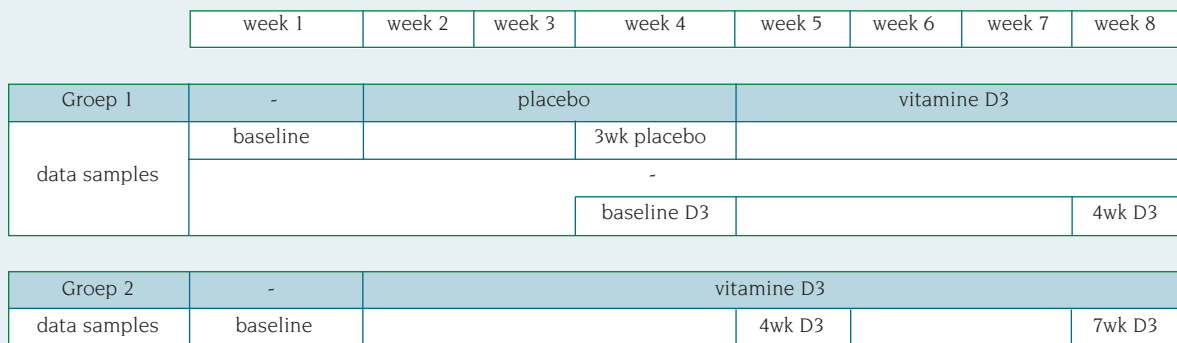 week 1 week 2 week 3 week 4 week 5 week 6 week 7 week 8
Groep 1 - placebo vitamine D3
baseline 3wk placebo
data samples -
baseline D3 4wk D3
Groep 2 - vitamine D3
data samples baseline 4wk D3 7wk D3